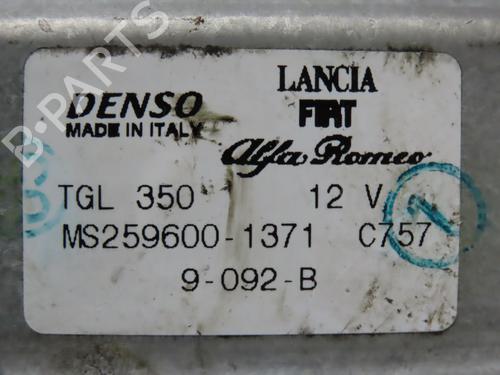 DENSO
MADE IN ITALY
LANCIA
FIAT
Alfa Romeo
TGL 350 12 V
MS259600-1371 C757
9-092-B
B-PARTS